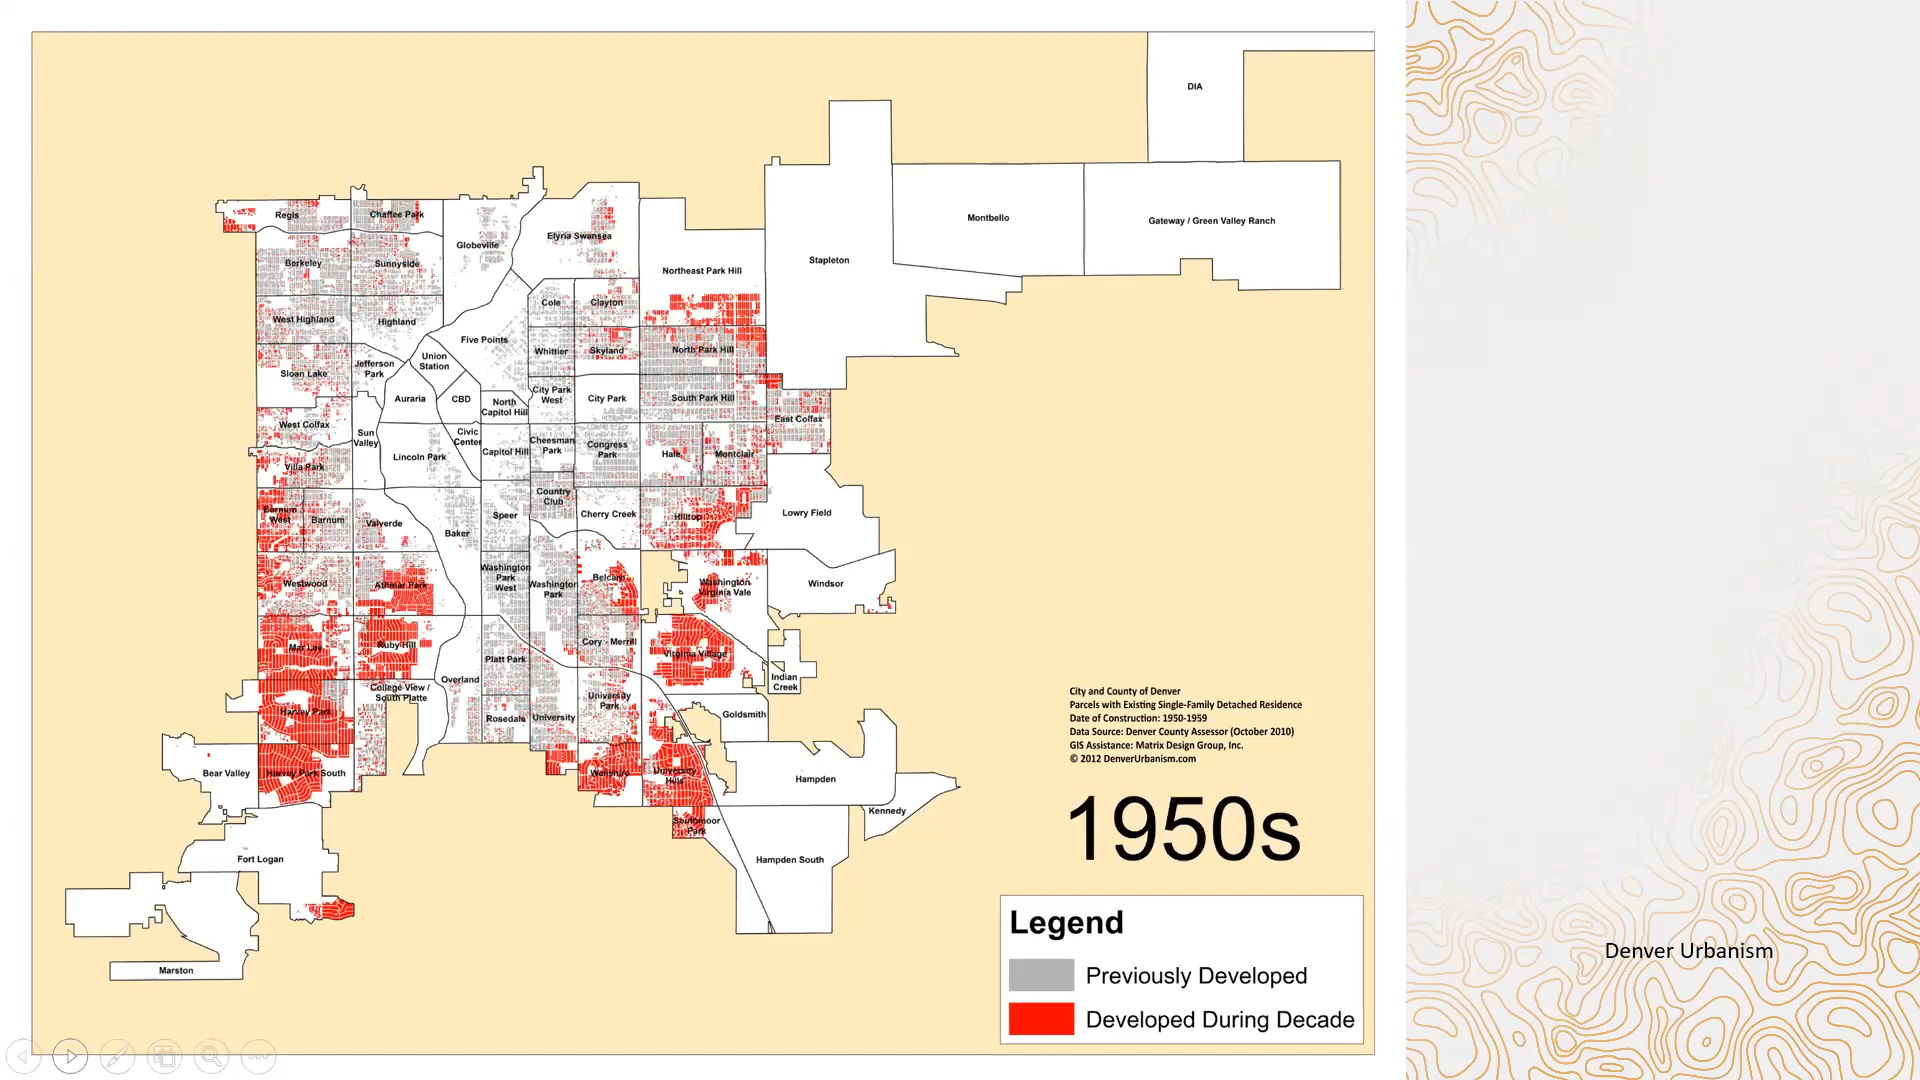 DIA
Regis
Chaffee Park
Globeville
Elyria Swansea
Montbello
Gateway / Green Valley Ranch
Berkeley
Sunnyside
Northeast Park Hill
Stapleton
West Highland
Highland
Cole
Clayton
Five Points
Whittier
Skyland
North Park Hill
Union
Station
Sloan Lake
Jefferson
Park
Auraria
CBD
North
Capitol Hill
City Park
West
City Park
South Park Hill
East Colfax
West Colfax
Sun
Valley
Civic
Center
Lincoln Park
Capitol Hill
Cheesman
Park
Congress
Park
Hale
Montclair
Villa Park
Barnum
West
Barnum
Valverde
Baker
Speer
Country
Club
Cherry Creek
Hilltop
Lowry Field
Westwood
Athmar Park
Washington
Park
West
Washington
Park
Belcaro
Washington
Virginia Vale
Windsor
Mar Lee
Ruby Hill
Platt Park
Cory - Merrill
Virginia Village
Indian
Creek
Harvey Park
College View /
South Platte
Overland
Rosedale
University
University
Park
Goldsmith
Bear Valley
Harvey Park South
Wellshire
University
Hills
Hampden
Kennedy
Southmoor
Park
Hampden South
Fort Logan
Marston
City and County of Denver
Parcels with Existing Single-Family Detached Residence
Date of Construction: 1950-1959
Data Source: Denver County Assessor (October 2010)
GIS Assistance: Matrix Design Group, Inc.
© 2012 DenverUrbanism.com
1950s
Legend
Previously Developed
Developed During Decade
Denver Urbanism